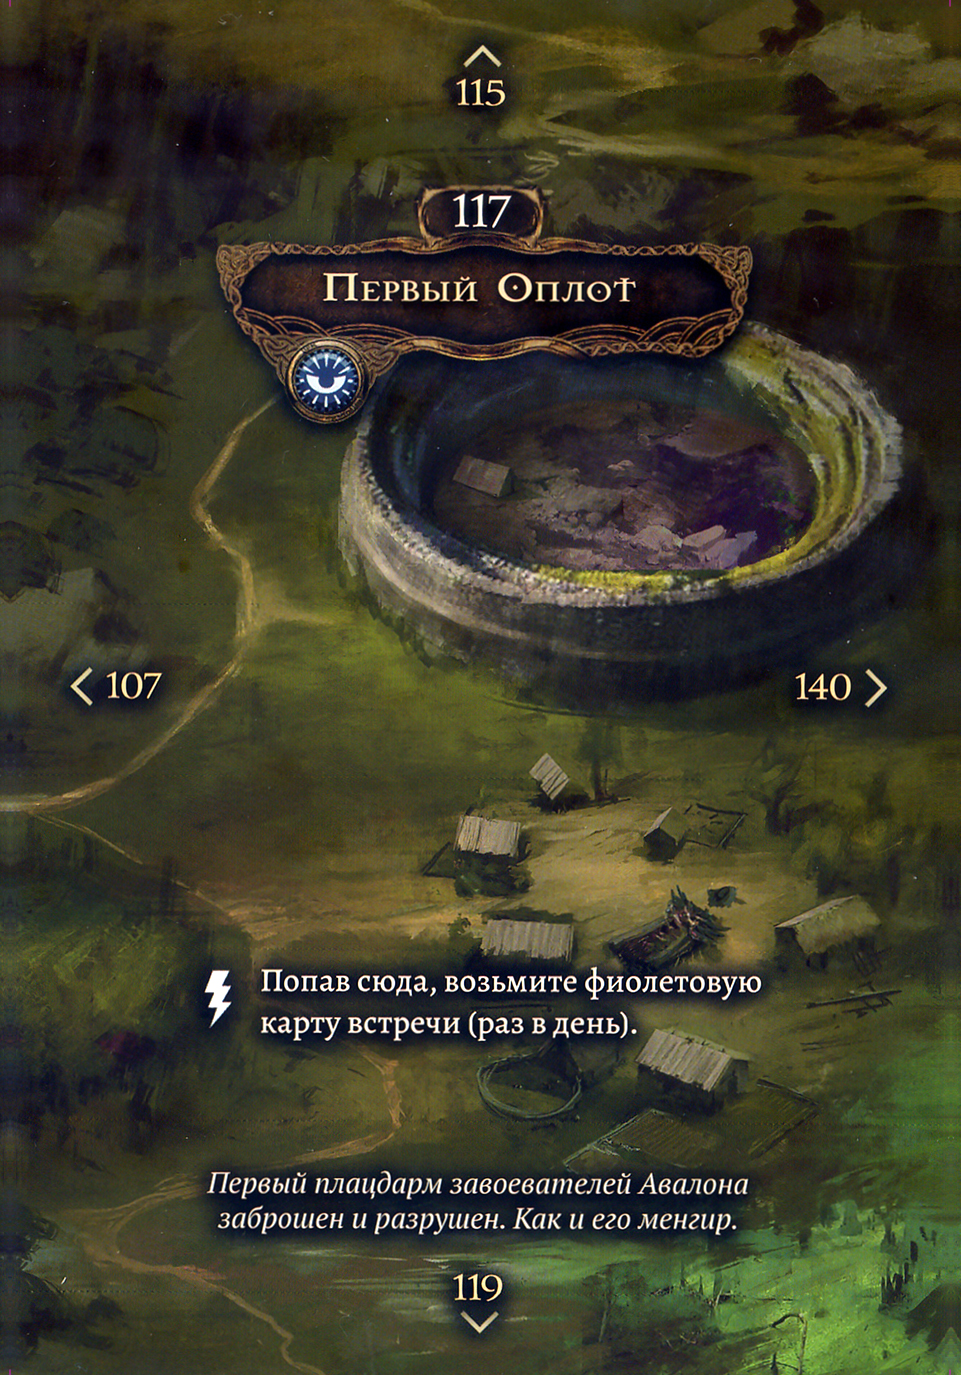 115
117
Первый Оплот
107
140
Попав сюда, возьмите фиолетовую
карту встречи (раз в день).
Первый плацдарм завоевателей Авалона
заброшен и разрушен. Как и его менгир.
119